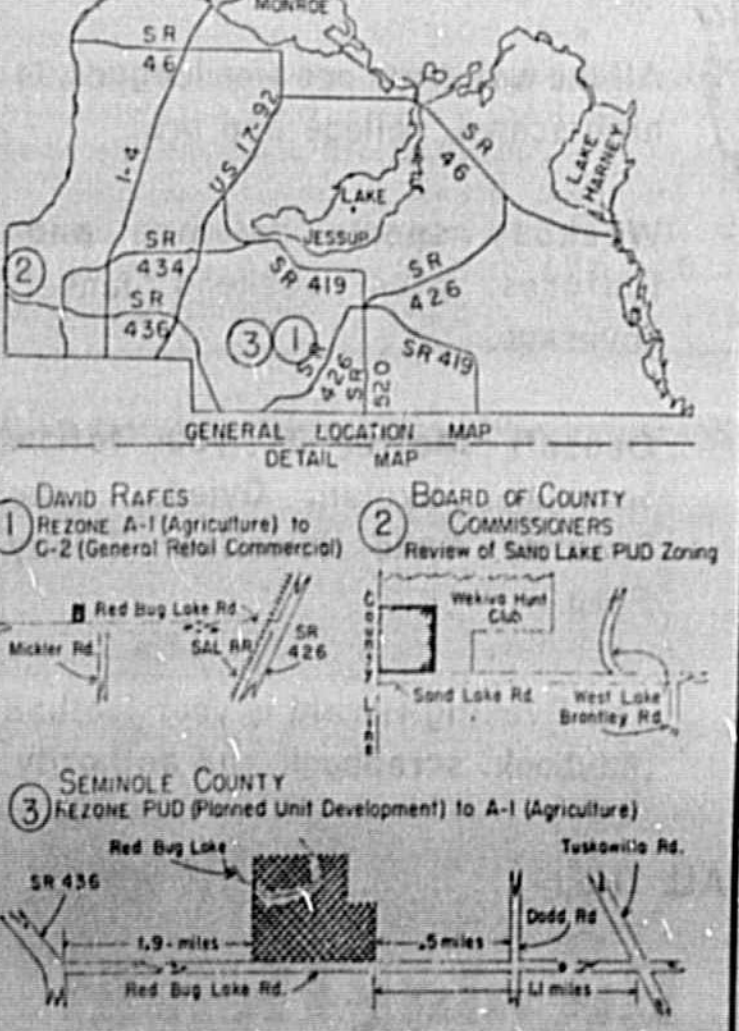 MONROE
SR
46
I-4
US 17-92
SR
46
LAKE
HARNEY
LAKE
JESSUP
2
SR
434
SR 419
SR
426
SR
436
3 1
SR
426
SR
520
SR 419
GENERAL LOCATION MAP
DETAIL MAP
1 DAVID RAFES
REZONE A-1 (Agriculture) to
C-2 (General Retail Commercial)
Red Bug Lake Rd.
Mickler Rd.
SAL RR
SR
426
2 BOARD OF COUNTY
COMMISSIONERS
Review of SAND LAKE PUD Zoning
County Line
Wekiva Hunt
Club
Sand Lake Rd.
West Lake
Brantley Rd.
SEMINOLE COUNTY
3 REZONE PUD (Planned Unit Development) to A-1 (Agriculture)
Red Bug Lake
Tuskawilla Rd.
SR 436
1.9- miles
.5 miles
Dodd Rd
Red Bug Lake Rd.
1.1 miles